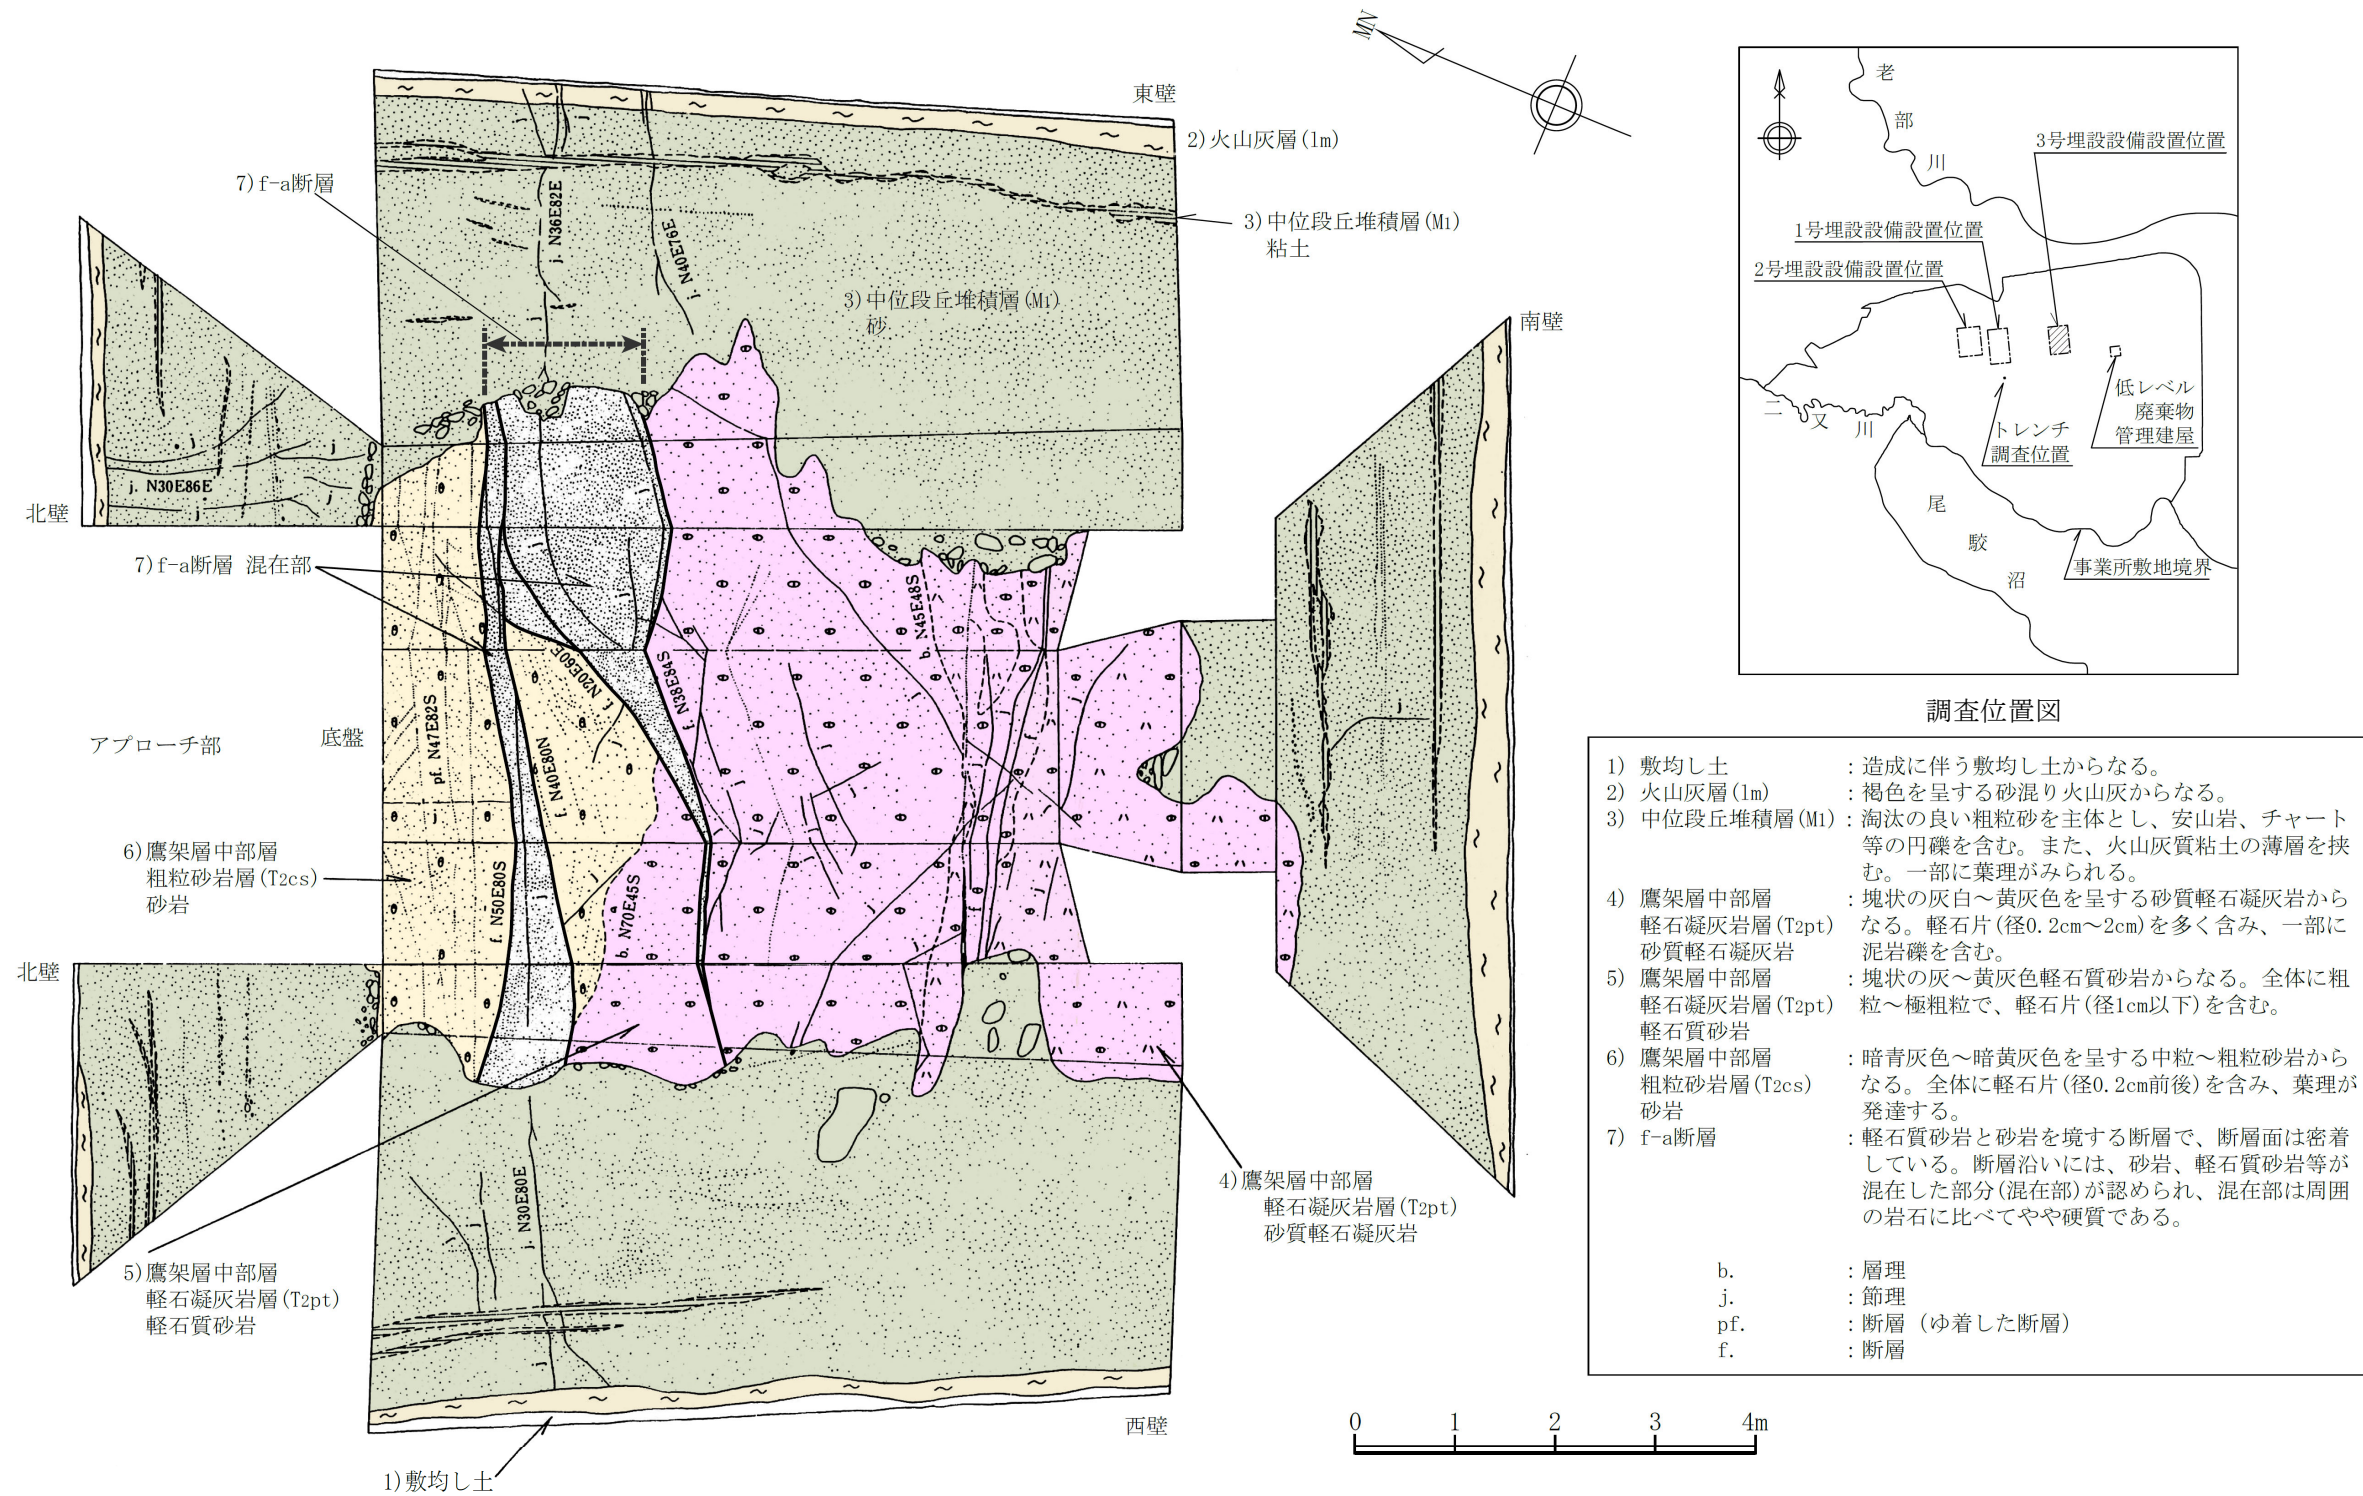 MN
東壁
2)火山灰層(lm)
7)f-a断層
3)中位段丘堆積層(M1)
粘土
j. N36E82E
j. N40E76E
3)中位段丘堆積層(M1)
砂
南壁
j
j
j
j. N30E86E
j
j
北壁
7)f-a断層 混在部
b. N45E48S
f. N20E60E
f. N38E84S
pf. N47E82S
f. N40E80N
アプローチ部
底盤
6)鷹架層中部層
粗粒砂岩層(T2cs)
砂岩
f. N50E80S
b. N70E45S
北壁
j. N30E80E
5)鷹架層中部層
軽石凝灰岩層(T2pt)
軽石質砂岩
4)鷹架層中部層
軽石凝灰岩層(T2pt)
砂質軽石凝灰岩
西壁
1)敷均し土
0 1 2 3 4m
老
部
川
3号埋設設備設置位置
1号埋設設備設置位置
2号埋設設備設置位置
二
又
川
トレンチ
調査位置
低レベル
廃棄物
管理建屋
尾
駮
沼
事業所敷地境界
調査位置図
1) 敷均し土 :造成に伴う敷均し土からなる。
2) 火山灰層(lm) :褐色を呈する砂混り火山灰からなる。
3) 中位段丘堆積層(M1):淘汰の良い粗粒砂を主体とし、安山岩、チャート
等の円礫を含む。また、火山灰質粘土の薄層を挟
む。一部に葉理がみられる。
4) 鷹架層中部層 :塊状の灰白～黄灰色を呈する砂質軽石凝灰岩から
軽石凝灰岩層(T2pt) なる。軽石片(径0.2cm～2cm)を多く含み、一部に
砂質軽石凝灰岩 泥岩礫を含む。
5) 鷹架層中部層 :塊状の灰～黄灰色軽石質砂岩からなる。全体に粗
軽石凝灰岩層(T2pt) 粒～極粗粒で、軽石片(径1cm以下)を含む。
軽石質砂岩
6) 鷹架層中部層 :暗青灰色～暗黄灰色を呈する中粒～粗粒砂岩から
粗粒砂岩層(T2cs) なる。全体に軽石片(径0.2cm前後)を含み、葉理が
砂岩 発達する。
7) f-a断層 :軽石質砂岩と砂岩を境する断層で、断層面は密着
している。断層沿いには、砂岩、軽石質砂岩等が
混在した部分(混在部)が認められ、混在部は周囲
の岩石に比べてやや硬質である。
b. :層理
j. :節理
pf. :断層（ゆ着した断層）
f. :断層